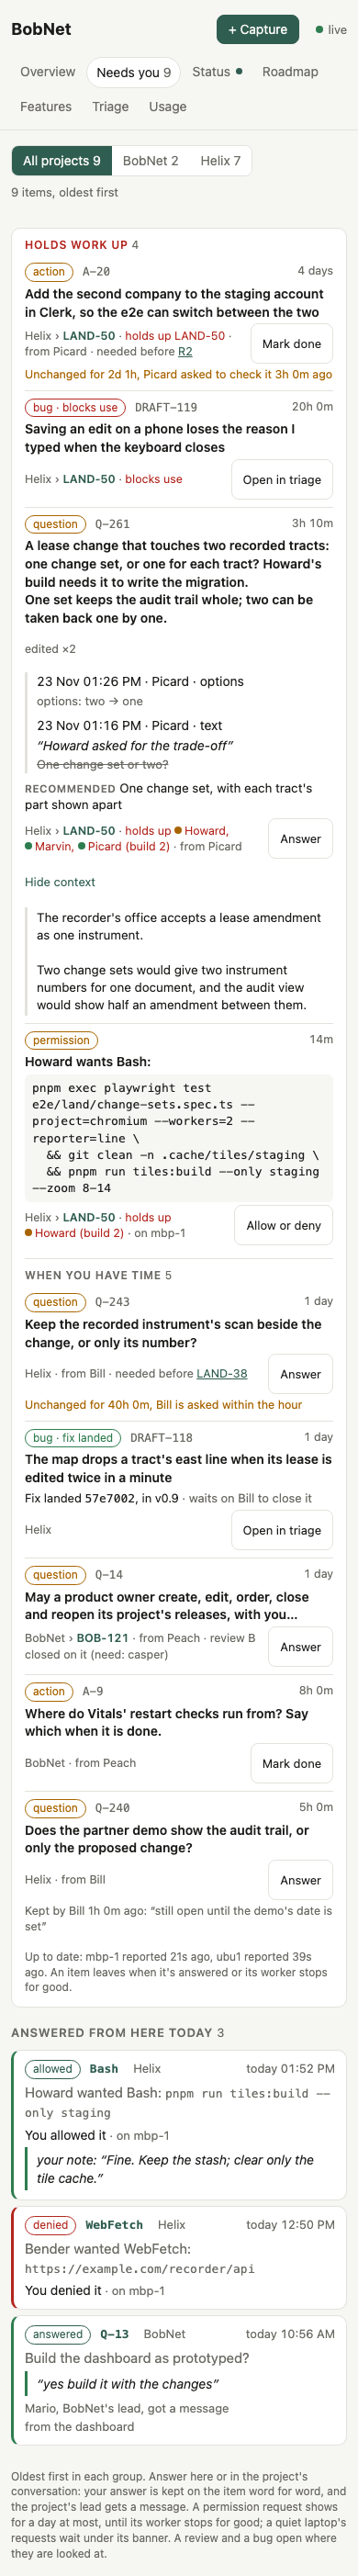 BobNet
+ Capture
live
Overview
Needs you 9
Status
Roadmap
Features
Triage
Usage
All projects 9
BobNet 2
Helix 7
9 items, oldest first
HOLDS WORK UP 4
action A-20 4 days
Add the second company to the staging account
in Clerk, so the e2e can switch between the two
Helix › LAND-50 · holds up LAND-50 ·
from Picard · needed before R2
Mark done
Unchanged for 2d 1h, Picard asked to check it 3h 0m ago
bug · blocks use DRAFT-119 20h 0m
Saving an edit on a phone loses the reason I
typed when the keyboard closes
Helix › LAND-50 · blocks use
Open in triage
question Q-261 3h 10m
A lease change that touches two recorded tracts:
one change set, or one for each tract? Howard's
build needs it to write the migration.
One set keeps the audit trail whole; two can be
taken back one by one.
edited ×2
23 Nov 01:26 PM · Picard · options
options: two → one
23 Nov 01:16 PM · Picard · text
“Howard asked for the trade-off”
One change set or two?
RECOMMENDED One change set, with each tract's
part shown apart
Helix › LAND-50 · holds up Howard,
Marvin, Picard (build 2) · from Picard
Answer
Hide context
The recorder's office accepts a lease amendment
as one instrument.
Two change sets would give two instrument
numbers for one document, and the audit view
would show half an amendment between them.
permission 14m
Howard wants Bash:
pnpm exec playwright test
e2e/land/change-sets.spec.ts --
project=chromium --workers=2 --
reporter=line \
&& git clean -n .cache/tiles/staging \
&& pnpm run tiles:build --only staging
--zoom 8-14
Helix › LAND-50 · holds up
Howard (build 2) · on mbp-1
Allow or deny
WHEN YOU HAVE TIME 5
question Q-243 1 day
Keep the recorded instrument's scan beside the
change, or only its number?
Helix · from Bill · needed before LAND-38
Answer
Unchanged for 40h 0m, Bill is asked within the hour
bug · fix landed DRAFT-118 1 day
The map drops a tract's east line when its lease is
edited twice in a minute
Fix landed 57e7002, in v0.9 · waits on Bill to close it
Helix
Open in triage
question Q-14 1 day
May a product owner create, edit, order, close
and reopen its project's releases, with you...
BobNet › BOB-121 · from Peach · review B
closed on it (need: casper)
Answer
action A-9 8h 0m
Where do Vitals' restart checks run from? Say
which when it is done.
BobNet · from Peach
Mark done
question Q-240 5h 0m
Does the partner demo show the audit trail, or
only the proposed change?
Helix · from Bill
Answer
Kept by Bill 1h 0m ago: “still open until the demo's date is
set”
Up to date: mbp-1 reported 21s ago, ubu1 reported 39s
ago. An item leaves when it's answered or its worker stops
for good.
ANSWERED FROM HERE TODAY 3
allowed Bash Helix today 01:52 PM
Howard wanted Bash: pnpm run tiles:build --
only staging
You allowed it · on mbp-1
your note: “Fine. Keep the stash; clear only the
tile cache.”
denied WebFetch Helix today 12:50 PM
Bender wanted WebFetch:
https://example.com/recorder/api
You denied it · on mbp-1
answered Q-13 BobNet today 10:56 AM
Build the dashboard as prototyped?
“yes build it with the changes”
Mario, BobNet's lead, got a message
from the dashboard
Oldest first in each group. Answer here or in the project's
conversation: your answer is kept on the item word for word, and
the project's lead gets a message. A permission request shows
for a day at most, until its worker stops for good; a quiet laptop's
requests wait under its banner. A review and a bug open where
they are looked at.